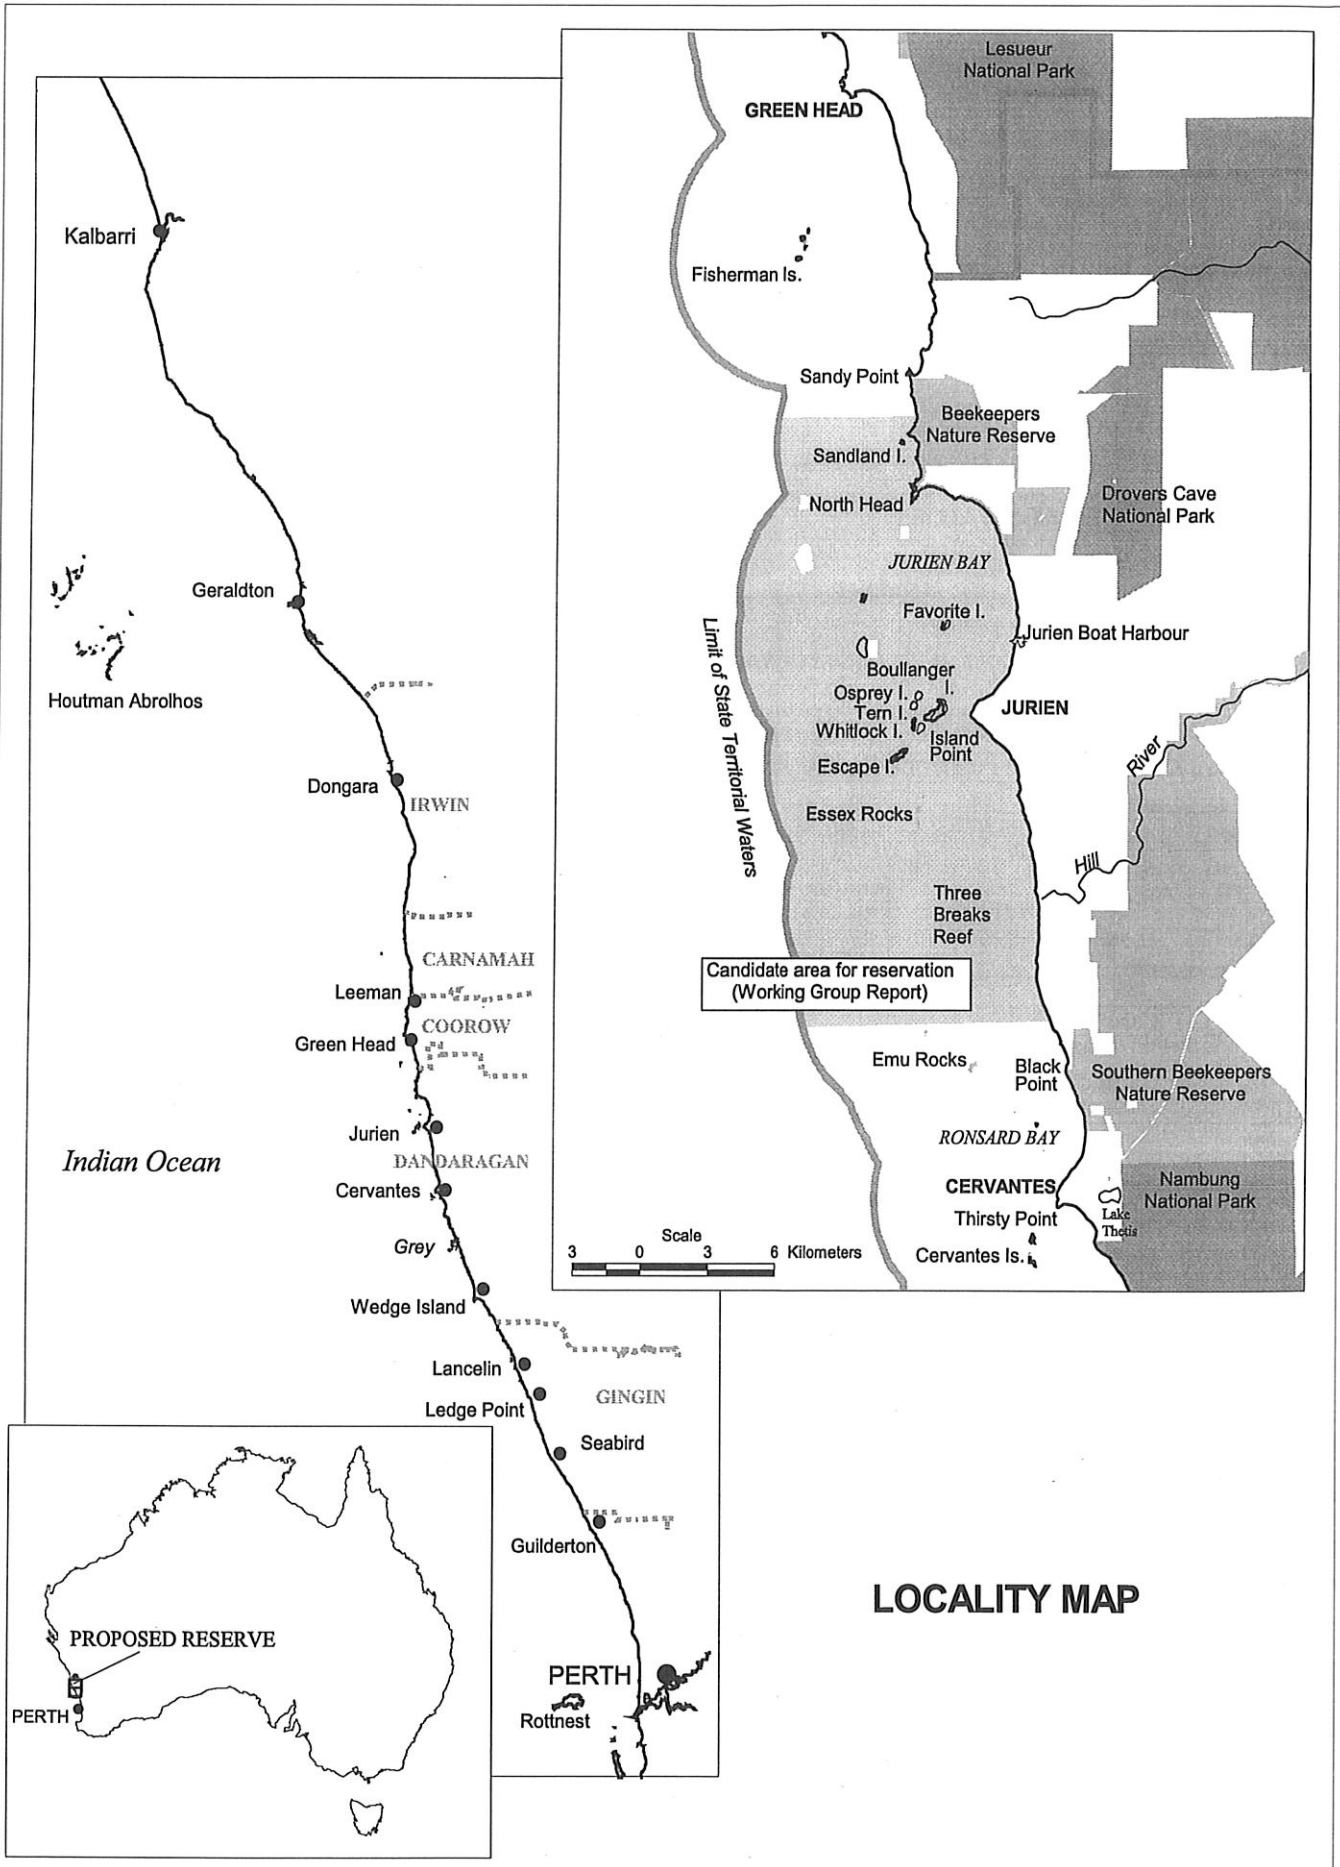 Lesueur
National Park
GREEN HEAD
Fisherman Is.
Sandy Point
Beekeepers
Nature Reserve
Sandland I.
North Head
Drovers Cave
National Park
JURIEN BAY
Favorite I.
Jurien Boat Harbour
Boullanger
I.
Osprey I.
Tern I.
Whitlock I.
JURIEN
Island
Point
Escape I.
Essex Rocks
Limit of State Territorial Waters
River
Hill
Three
Breaks
Reef
Candidate area for reservation
(Working Group Report)
Emu Rocks
Black
Point
Southern Beekeepers
Nature Reserve
RONSARD BAY
CERVANTES
Nambung
National Park
Thirsty Point
Lake
Thetis
Cervantes Is.
Scale
3 0 3 6 Kilometers
Kalbarri
Geraldton
Houtman Abrolhos
Dongara
IRWIN
CARNAMAH
Leeman
COOROW
Green Head
Jurien
Indian Ocean
DANDARAGAN
Cervantes
Grey
Wedge Island
Lancelin
GINGIN
Ledge Point
Seabird
Guilderton
PERTH
Rottnest
PROPOSED RESERVE
PERTH
LOCALITY MAP